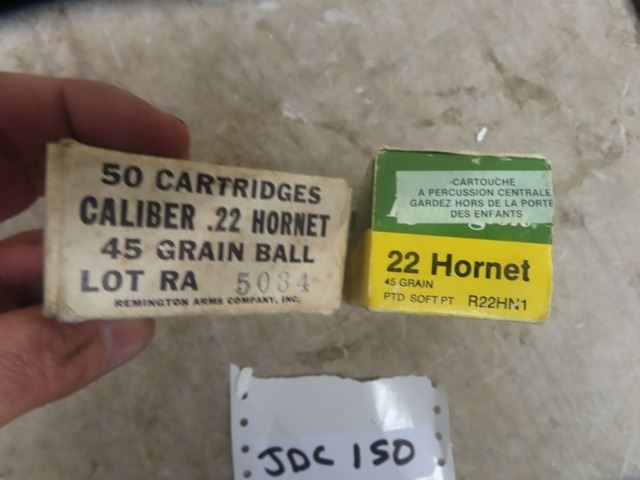 50 CARTRIDGES
CALIBER .22 HORNET
45 GRAIN BALL
LOT RA 5034
REMINGTON ARMS COMPANY, INC.
CARTOUCHE
A PERCUSSION CENTRALE
GARDEZ HORS DE LA PORTE
DES ENFANTS
22 Hornet
45 GRAIN
PTD SOFT PT R22HN1
JDC 150